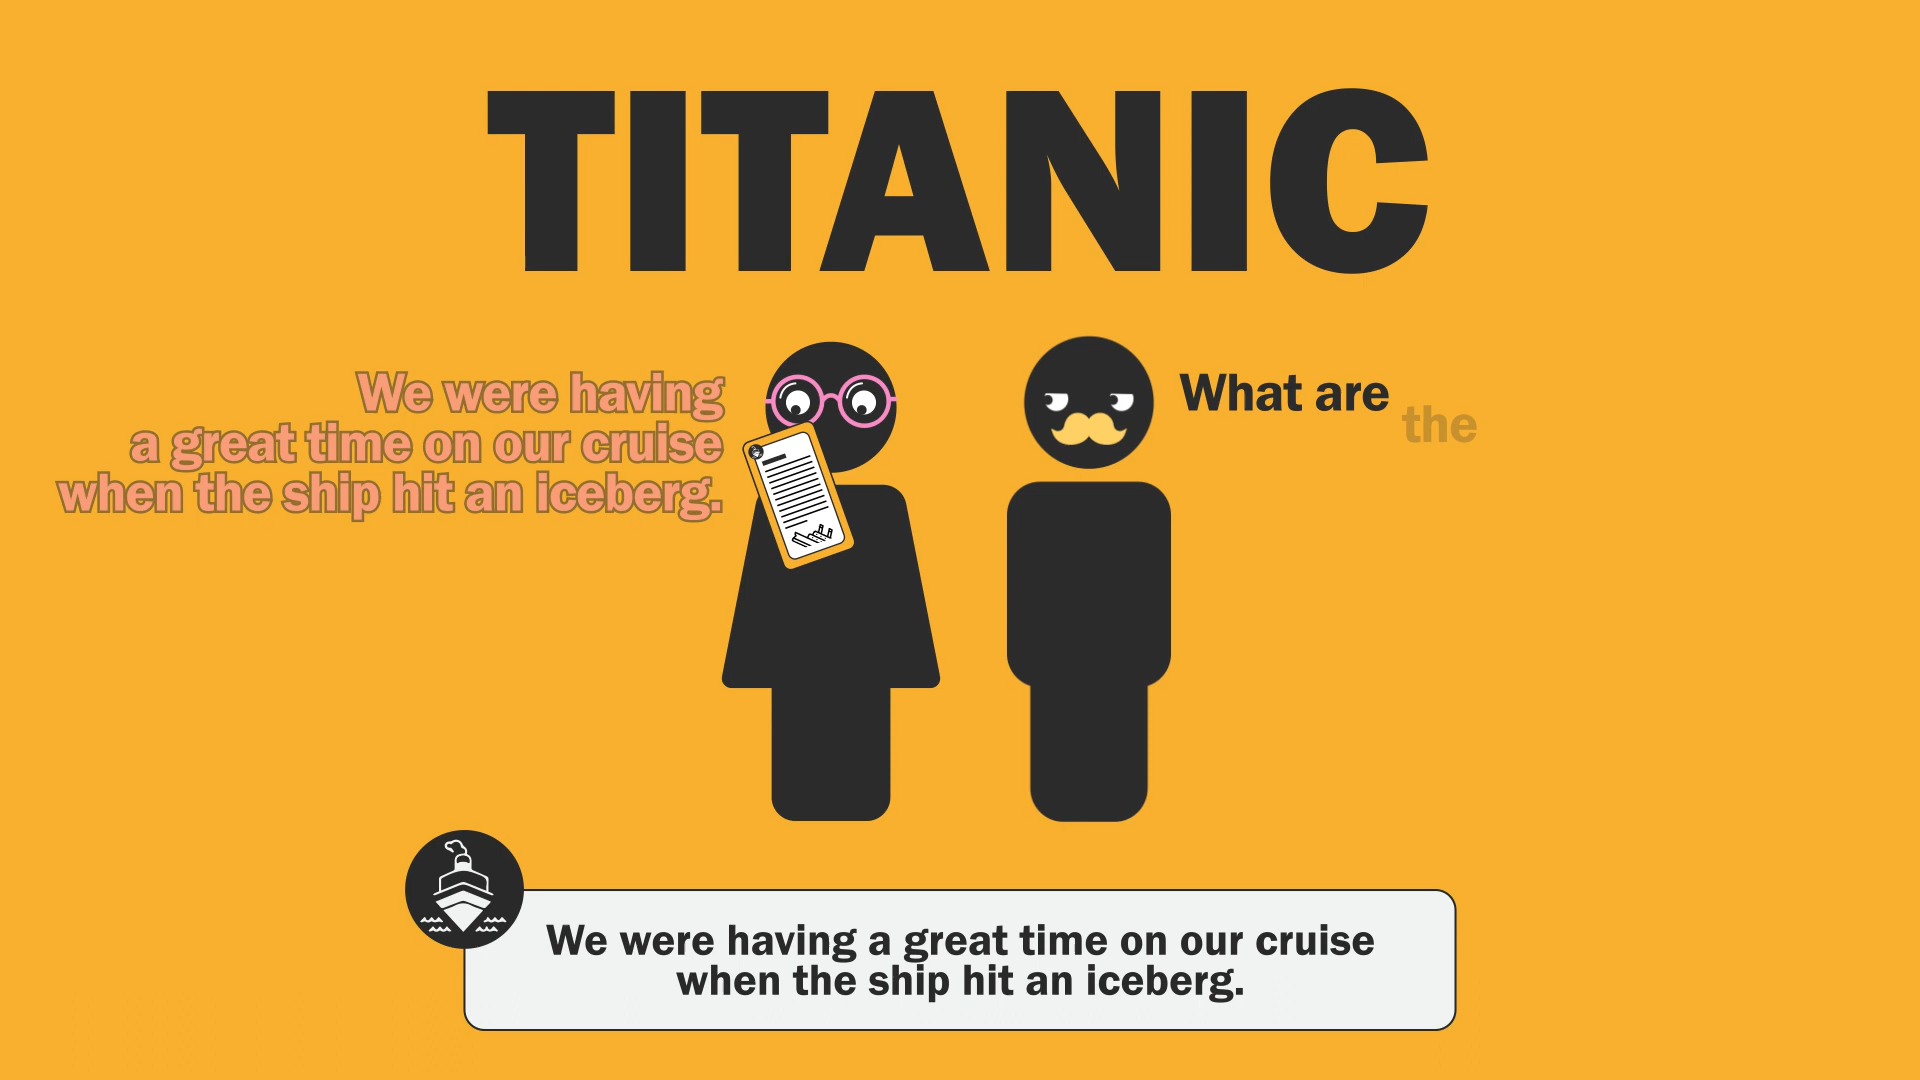 TITANIC
We were having
a great time on our cruise
when the ship hit an iceberg.
What are the
We were having a great time on our cruise
when the ship hit an iceberg.